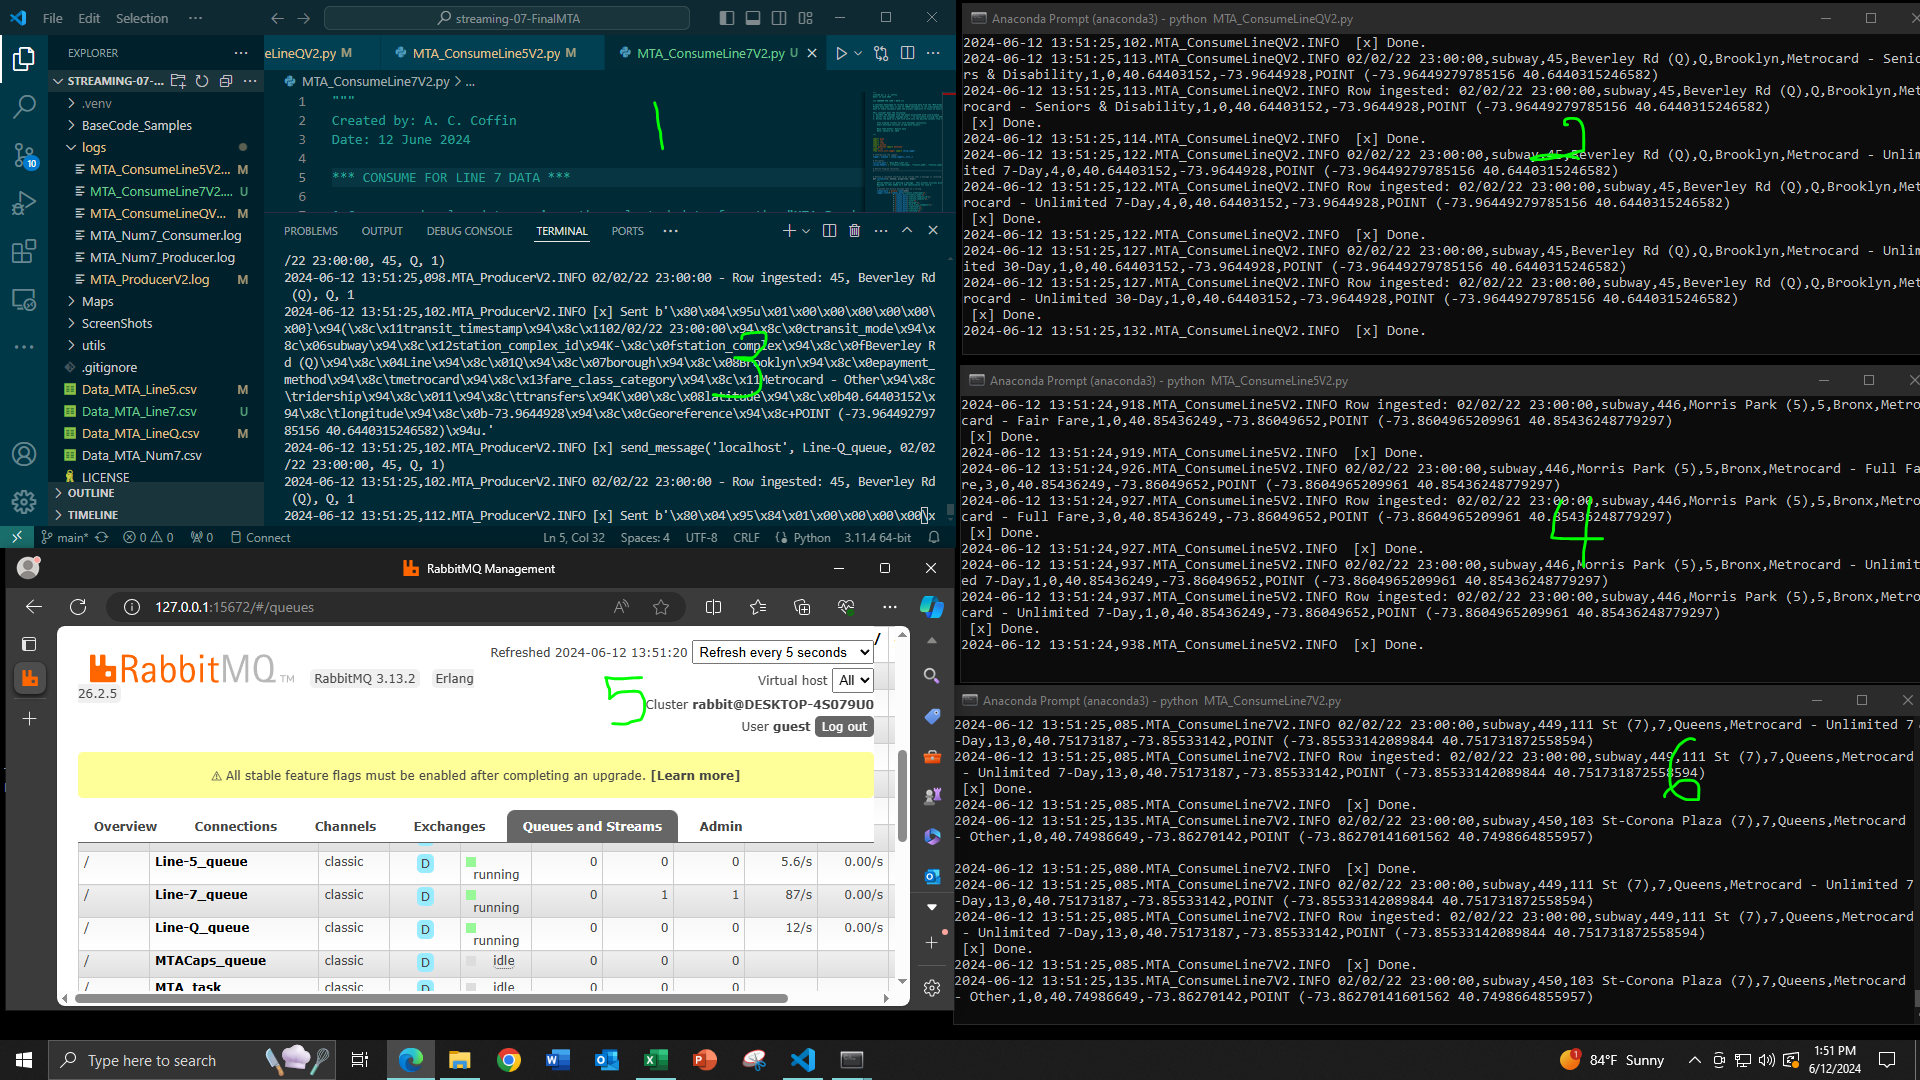 File Edit Selection ··· streaming-07-FinalMTA
EXPLORER ···
STREAMING-07-... ···
.venv
BaseCode_Samples
logs
MTA_ConsumeLine5V2... M
MTA_ConsumeLine7V2.... U
MTA_ConsumeLineQV... M
MTA_Num7_Consumer.log
MTA_Num7_Producer.log
MTA_ProducerV2.log M
Maps
ScreenShots
utils
.gitignore
Data_MTA_Line5.csv M
Data_MTA_Line7.csv U
Data_MTA_LineQ.csv M
Data_MTA_Num7.csv
LICENSE
OUTLINE
TIMELINE
10
eLineQV2.py M MTA_ConsumeLine5V2.py M MTA_ConsumeLine7V2.py U
MTA_ConsumeLine7V2.py > ...
1 """
2 Created by: A. C. Coffin
3 Date: 12 June 2024
4
5 *** CONSUME FOR LINE 7 DATA ***
6
1
PROBLEMS OUTPUT DEBUG CONSOLE TERMINAL PORTS ···
/22 23:00:00, 45, Q, 1)
2024-06-12 13:51:25,098.MTA_ProducerV2.INFO 02/02/22 23:00:00 - Row ingested: 45, Beverley Rd
(Q), Q, 1
2024-06-12 13:51:25,102.MTA_ProducerV2.INFO [x] Sent b'\x80\x04\x95u\x01\x00\x00\x00\x00\x00\
x00}\x94(\x8c\x11transit_timestamp\x94\x8c\x1102/02/22 23:00:00\x94\x8c\x0ctransit_mode\x94\x
8c\x06subway\x94\x8c\x12station_complex_id\x94K-\x8c\x0fstation_complex\x94\x8c\x0fBeverley R
d (Q)\x94\x8c\x04Line\x94\x8c\x01Q\x94\x8c\x07borough\x94\x8c\x08Brooklyn\x94\x8c\x0epayment_
method\x94\x8c\tmetrocard\x94\x8c\x13fare_class_category\x94\x8c\x11Metrocard - Other\x94\x8c
\tridership\x94\x8c\x011\x94\x8c\ttransfers\x94K\x00\x8c\x08latitude\x94\x8c\x0b40.64403152\x
94\x8c\tlongitude\x94\x8c\x0b-73.9644928\x94\x8c\x0cGeoreference\x94\x8c+POINT (-73.964492797
85156 40.6440315246582)\x94u.'
2024-06-12 13:51:25,102.MTA_ProducerV2.INFO [x] send_message('localhost', Line-Q_queue, 02/02
/22 23:00:00, 45, Q, 1)
2024-06-12 13:51:25,102.MTA_ProducerV2.INFO 02/02/22 23:00:00 - Row ingested: 45, Beverley Rd
(Q), Q, 1
2024-06-12 13:51:25,112.MTA_ProducerV2.INFO [x] Sent b'\x80\x04\x95\x84\x01\x00\x00\x00\x00\x
3
main* 0 0 0 Connect Ln 5, Col 32 Spaces: 4 UTF-8 CRLF Python 3.11.4 64-bit
Anaconda Prompt (anaconda3) - python MTA_ConsumeLineQV2.py
2024-06-12 13:51:25,102.MTA_ConsumeLineQV2.INFO [x] Done.
2024-06-12 13:51:25,113.MTA_ConsumeLineQV2.INFO 02/02/22 23:00:00,subway,45,Beverley Rd (Q),Q,Brooklyn,Metrocard - Senio
rs & Disability,1,0,40.64403152,-73.9644928,POINT (-73.96449279785156 40.6440315246582)
2024-06-12 13:51:25,113.MTA_ConsumeLineQV2.INFO Row ingested: 02/02/22 23:00:00,subway,45,Beverley Rd (Q),Q,Brooklyn,Met
rocard - Seniors & Disability,1,0,40.64403152,-73.9644928,POINT (-73.96449279785156 40.6440315246582)
[x] Done.
2024-06-12 13:51:25,114.MTA_ConsumeLineQV2.INFO [x] Done.
2024-06-12 13:51:25,122.MTA_ConsumeLineQV2.INFO 02/02/22 23:00:00,subway,45,Beverley Rd (Q),Q,Brooklyn,Metrocard - Unlim
ited 7-Day,4,0,40.64403152,-73.9644928,POINT (-73.96449279785156 40.6440315246582)
2024-06-12 13:51:25,122.MTA_ConsumeLineQV2.INFO Row ingested: 02/02/22 23:00:00,subway,45,Beverley Rd (Q),Q,Brooklyn,Met
rocard - Unlimited 7-Day,4,0,40.64403152,-73.9644928,POINT (-73.96449279785156 40.6440315246582)
[x] Done.
2024-06-12 13:51:25,122.MTA_ConsumeLineQV2.INFO [x] Done.
2024-06-12 13:51:25,127.MTA_ConsumeLineQV2.INFO 02/02/22 23:00:00,subway,45,Beverley Rd (Q),Q,Brooklyn,Metrocard - Unlim
ited 30-Day,1,0,40.64403152,-73.9644928,POINT (-73.96449279785156 40.6440315246582)
2024-06-12 13:51:25,127.MTA_ConsumeLineQV2.INFO Row ingested: 02/02/22 23:00:00,subway,45,Beverley Rd (Q),Q,Brooklyn,Met
rocard - Unlimited 30-Day,1,0,40.64403152,-73.9644928,POINT (-73.96449279785156 40.6440315246582)
[x] Done.
2024-06-12 13:51:25,132.MTA_ConsumeLineQV2.INFO [x] Done.
2
Anaconda Prompt (anaconda3) - python MTA_ConsumeLine5V2.py
2024-06-12 13:51:24,918.MTA_ConsumeLine5V2.INFO Row ingested: 02/02/22 23:00:00,subway,446,Morris Park (5),5,Bronx,Metro
card - Fair Fare,1,0,40.85436249,-73.86049652,POINT (-73.8604965209961 40.85436248779297)
[x] Done.
2024-06-12 13:51:24,919.MTA_ConsumeLine5V2.INFO [x] Done.
2024-06-12 13:51:24,926.MTA_ConsumeLine5V2.INFO 02/02/22 23:00:00,subway,446,Morris Park (5),5,Bronx,Metrocard - Full Fa
re,3,0,40.85436249,-73.86049652,POINT (-73.8604965209961 40.85436248779297)
2024-06-12 13:51:24,927.MTA_ConsumeLine5V2.INFO Row ingested: 02/02/22 23:00:00,subway,446,Morris Park (5),5,Bronx,Metro
card - Full Fare,3,0,40.85436249,-73.86049652,POINT (-73.8604965209961 40.85436248779297)
[x] Done.
2024-06-12 13:51:24,927.MTA_ConsumeLine5V2.INFO [x] Done.
2024-06-12 13:51:24,937.MTA_ConsumeLine5V2.INFO 02/02/22 23:00:00,subway,446,Morris Park (5),5,Bronx,Metrocard - Unlimit
ed 7-Day,1,0,40.85436249,-73.86049652,POINT (-73.8604965209961 40.85436248779297)
2024-06-12 13:51:24,937.MTA_ConsumeLine5V2.INFO Row ingested: 02/02/22 23:00:00,subway,446,Morris Park (5),5,Bronx,Metro
card - Unlimited 7-Day,1,0,40.85436249,-73.86049652,POINT (-73.8604965209961 40.85436248779297)
[x] Done.
2024-06-12 13:51:24,938.MTA_ConsumeLine5V2.INFO [x] Done.
4
RabbitMQ Management
127.0.0.1:15672/#/queues
/
Refreshed 2024-06-12 13:51:20 Refresh every 5 seconds
RabbitMQ TM RabbitMQ 3.13.2 Erlang
26.2.5
Virtual host All
Cluster rabbit@DESKTOP-4S079U0
User guest Log out
5
⚠ All stable feature flags must be enabled after completing an upgrade. [Learn more]
Overview Connections Channels Exchanges Queues and Streams Admin
/ Line-5_queue classic D running 0 0 0 5.6/s 0.00/s
/ Line-7_queue classic D running 0 1 1 87/s 0.00/s
/ Line-Q_queue classic D running 0 0 0 12/s 0.00/s
/ MTACaps_queue classic D idle 0 0 0
/ MTA_task classic D idle 0 0 0
Anaconda Prompt (anaconda3) - python MTA_ConsumeLine7V2.py
2024-06-12 13:51:25,085.MTA_ConsumeLine7V2.INFO 02/02/22 23:00:00,subway,449,111 St (7),7,Queens,Metrocard - Unlimited 7
-Day,13,0,40.75173187,-73.85533142,POINT (-73.85533142089844 40.751731872558594)
2024-06-12 13:51:25,085.MTA_ConsumeLine7V2.INFO Row ingested: 02/02/22 23:00:00,subway,449,111 St (7),7,Queens,Metrocard
- Unlimited 7-Day,13,0,40.75173187,-73.85533142,POINT (-73.85533142089844 40.751731872558594)
[x] Done.
2024-06-12 13:51:25,085.MTA_ConsumeLine7V2.INFO [x] Done.
2024-06-12 13:51:25,135.MTA_ConsumeLine7V2.INFO 02/02/22 23:00:00,subway,450,103 St-Corona Plaza (7),7,Queens,Metrocard
- Other,1,0,40.74986649,-73.86270142,POINT (-73.86270141601562 40.7498664855957)
2024-06-12 13:51:25,080.MTA_ConsumeLine7V2.INFO [x] Done.
2024-06-12 13:51:25,085.MTA_ConsumeLine7V2.INFO 02/02/22 23:00:00,subway,449,111 St (7),7,Queens,Metrocard - Unlimited 7
-Day,13,0,40.75173187,-73.85533142,POINT (-73.85533142089844 40.751731872558594)
2024-06-12 13:51:25,085.MTA_ConsumeLine7V2.INFO Row ingested: 02/02/22 23:00:00,subway,449,111 St (7),7,Queens,Metrocard
- Unlimited 7-Day,13,0,40.75173187,-73.85533142,POINT (-73.85533142089844 40.751731872558594)
[x] Done.
2024-06-12 13:51:25,085.MTA_ConsumeLine7V2.INFO [x] Done.
2024-06-12 13:51:25,135.MTA_ConsumeLine7V2.INFO 02/02/22 23:00:00,subway,450,103 St-Corona Plaza (7),7,Queens,Metrocard
- Other,1,0,40.74986649,-73.86270142,POINT (-73.86270141601562 40.7498664855957)
6
Type here to search
84°F Sunny
1:51 PM
6/12/2024